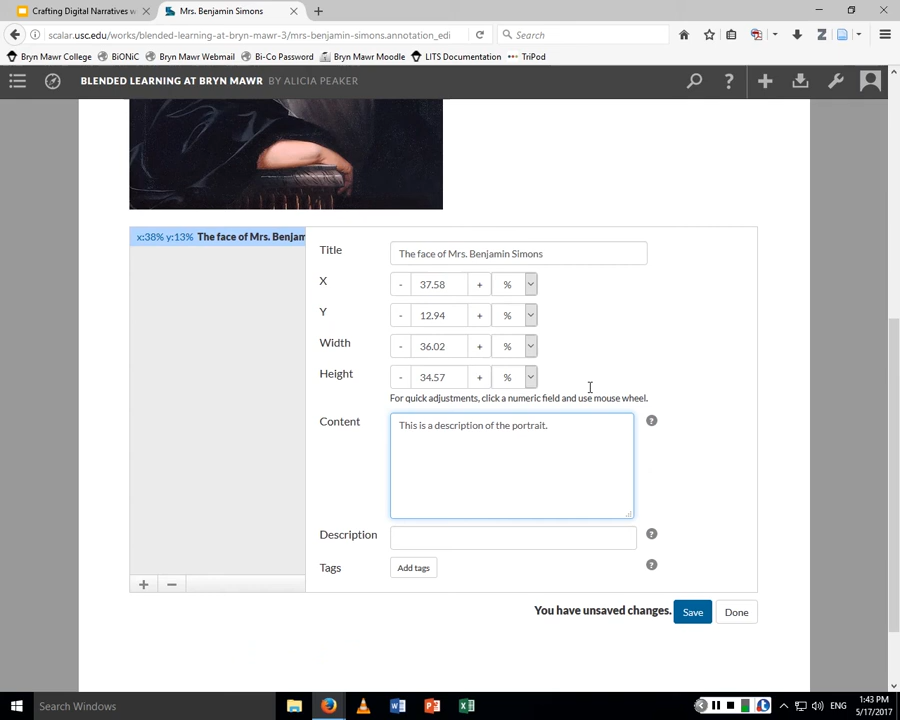 Crafting Digital Narratives w
Mrs. Benjamin Simons
scalar.usc.edu/works/blended-learning-at-bryn-mawr-3/mrs-benjamin-simons.annotation_edi
Search
Bryn Mawr College
BiONiC
Bryn Mawr Webmail
Bi-Co Password
Bryn Mawr Moodle
LITS Documentation
TriPod
BLENDED LEARNING AT BRYN MAWR BY ALICIA PEAKER
x:38% y:13% The face of Mrs. Benjam
Title The face of Mrs. Benjamin Simons
X - 37.58 + %
Y - 12.94 + %
Width - 36.02 + %
Height - 34.57 + %
For quick adjustments, click a numeric field and use mouse wheel.
Content This is a description of the portrait.
Description
Tags Add tags
You have unsaved changes. Save Done
Search Windows
ENG
1:43 PM
5/17/2017